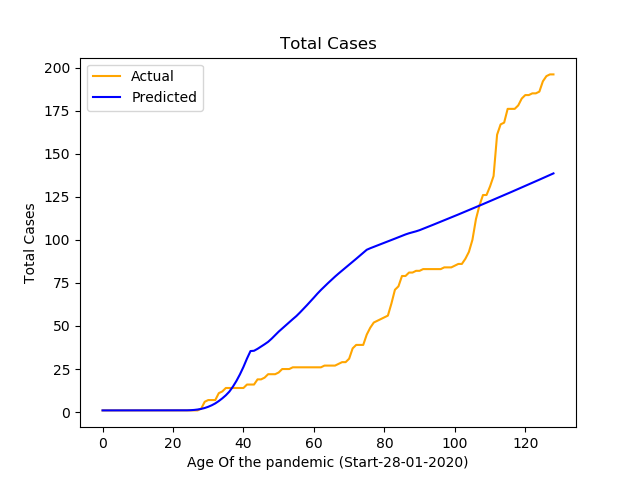 Total Cases
Actual
Predicted
Total Cases
200
175
150
125
100
75
50
25
0
0 20 40 60 80 100 120
Age Of the pandemic (Start-28-01-2020)